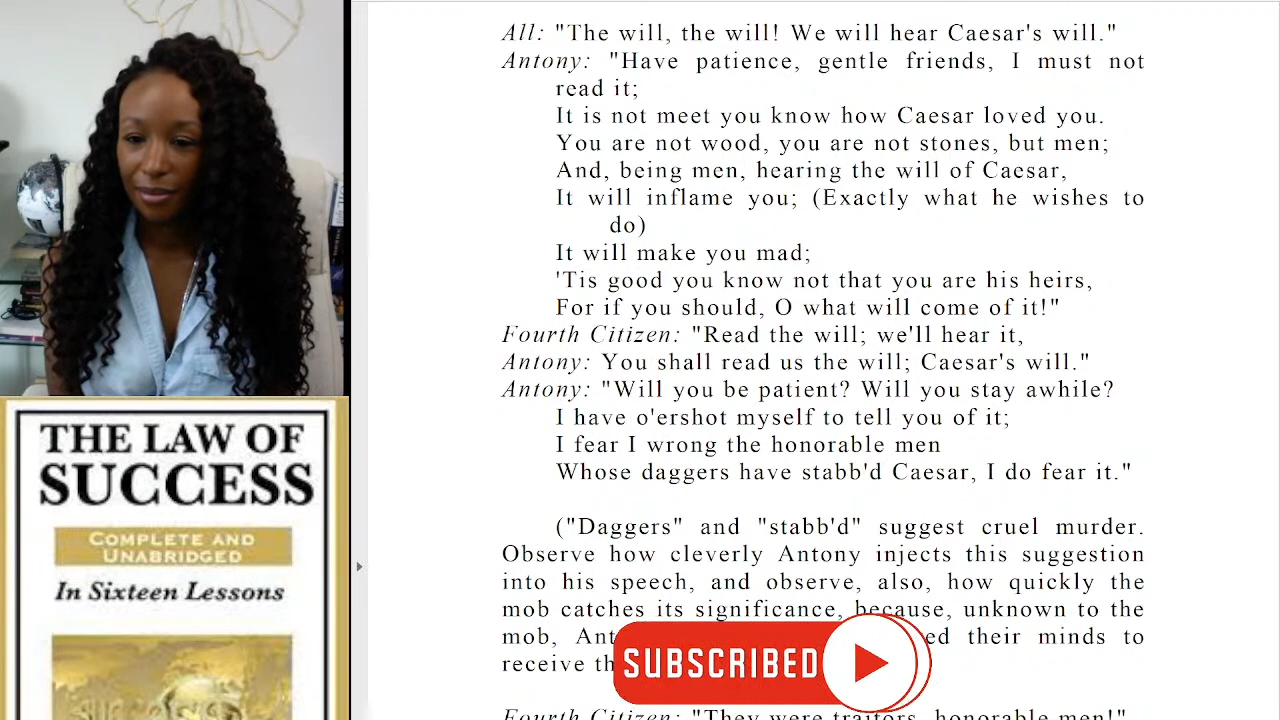 All: "The will, the will! We will hear Caesar's will."
Antony: "Have patience, gentle friends, I must not
read it;
It is not meet you know how Caesar loved you.
You are not wood, you are not stones, but men;
And, being men, hearing the will of Caesar,
It will inflame you; (Exactly what he wishes to
do)
It will make you mad;
'Tis good you know not that you are his heirs,
For if you should, O what will come of it!"
Fourth Citizen: "Read the will; we'll hear it,
Antony: You shall read us the will; Caesar's will."
Antony: "Will you be patient? Will you stay awhile?
I have o'ershot myself to tell you of it;
I fear I wrong the honorable men
Whose daggers have stabb'd Caesar, I do fear it."
("Daggers" and "stabb'd" suggest cruel murder.
Observe how cleverly Antony injects this suggestion
into his speech, and observe, also, how quickly the
mob catches its significance, because, unknown to the
mob, Ant ed their minds to
receive th
Fourth Citizen: "They were traitors, honorable men!"
SUBSCRIBED
THE LAW OF
SUCCESS
COMPLETE AND
UNABRIDGED
In Sixteen Lessons